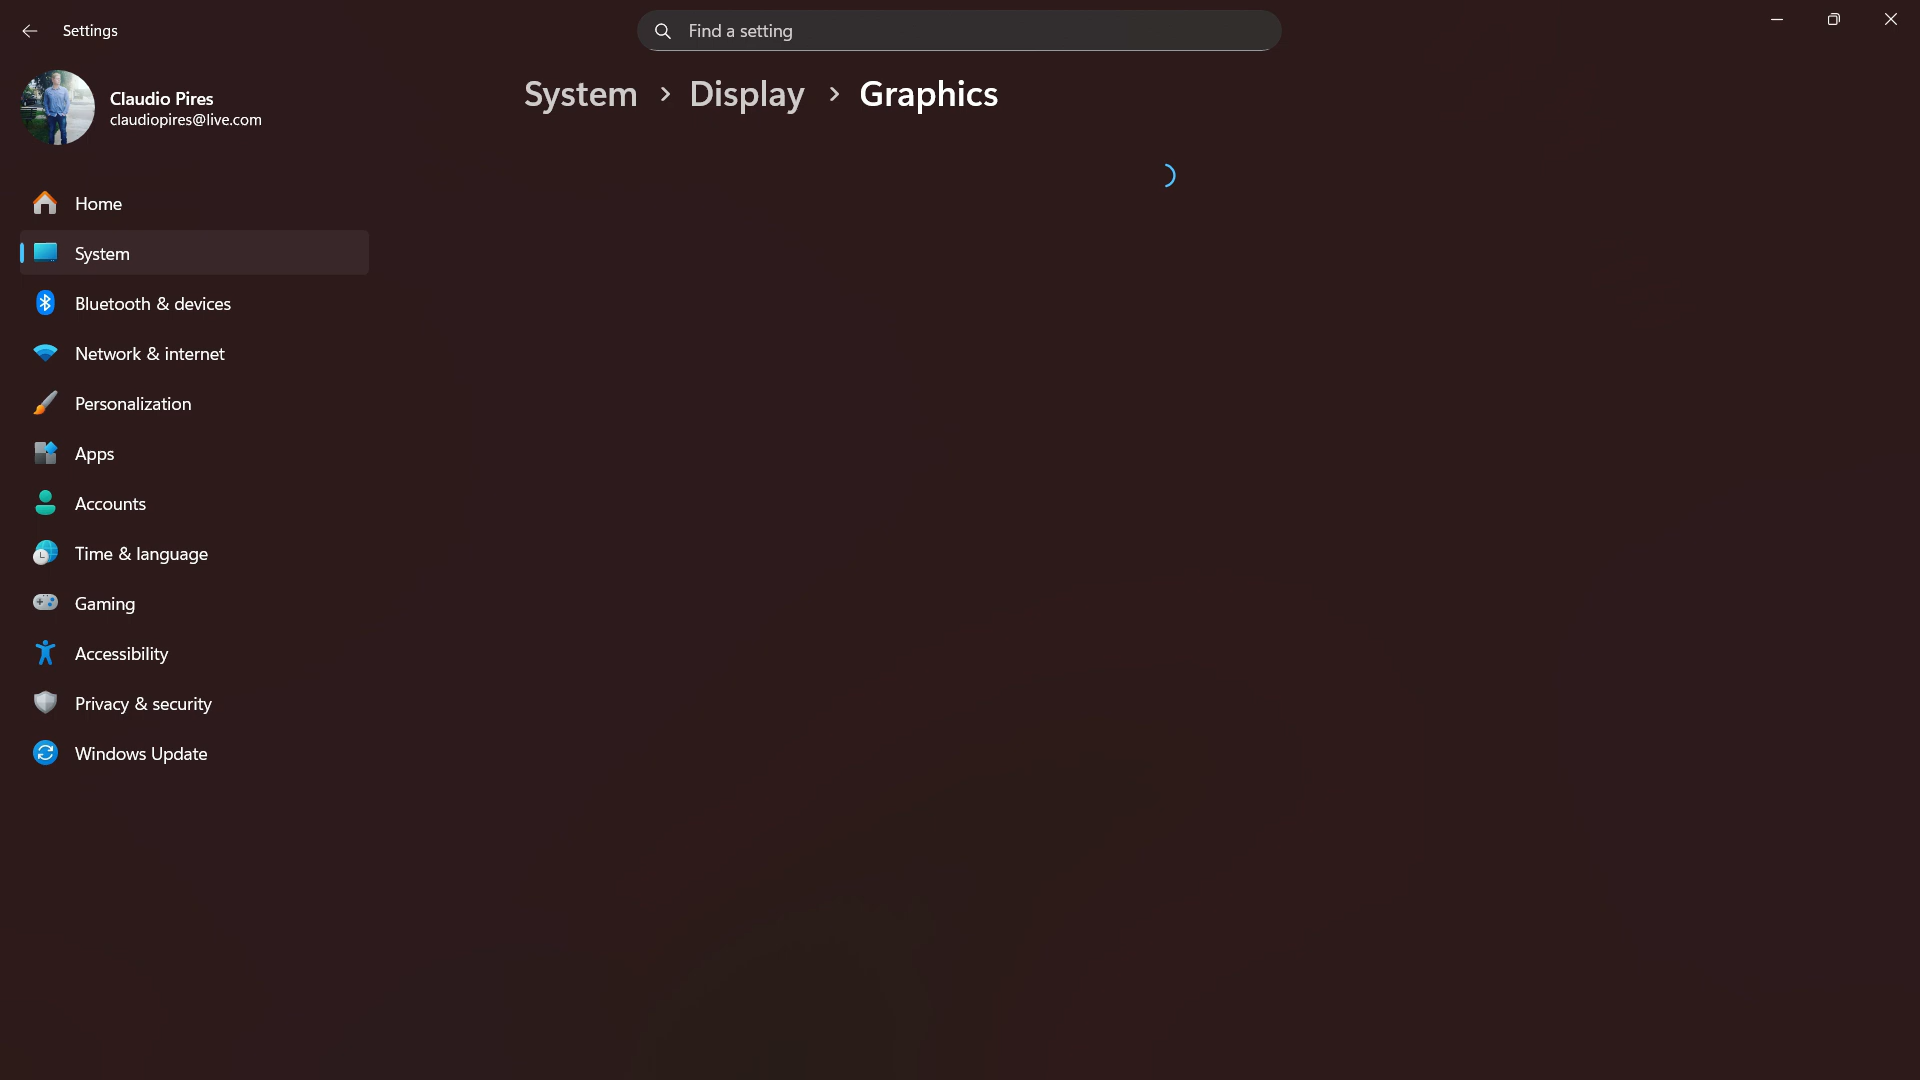 Settings
Find a setting
Claudio Pires
claudiopires@live.com
System > Display > Graphics
Home
System
Bluetooth & devices
Network & internet
Personalization
Apps
Accounts
Time & language
Gaming
Accessibility
Privacy & security
Windows Update